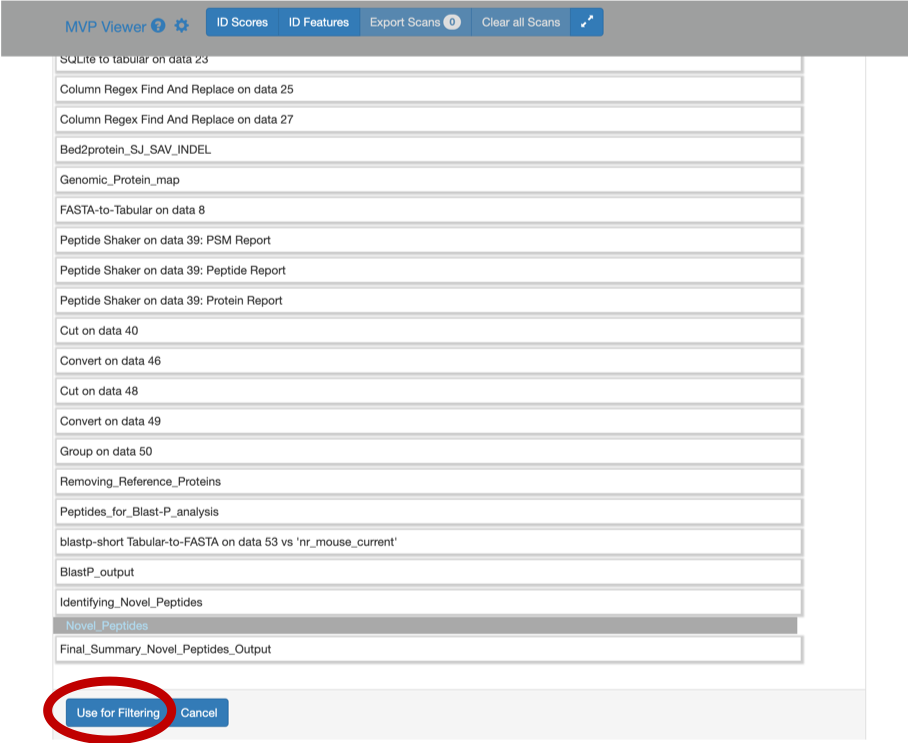 MVP Viewer ? ID Scores ID Features Export Scans 0 Clear all Scans
SQLite to tabular on data 23
Column Regex Find And Replace on data 25
Column Regex Find And Replace on data 27
Bed2protein_SJ_SAV_INDEL
Genomic_Protein_map
FASTA-to-Tabular on data 8
Peptide Shaker on data 39: PSM Report
Peptide Shaker on data 39: Peptide Report
Peptide Shaker on data 39: Protein Report
Cut on data 40
Convert on data 46
Cut on data 48
Convert on data 49
Group on data 50
Removing_Reference_Proteins
Peptides_for_Blast-P_analysis
blastp-short Tabular-to-FASTA on data 53 vs 'nr_mouse_current'
BlastP_output
Identifying_Novel_Peptides
Novel_Peptides
Final_Summary_Novel_Peptides_Output
Use for Filtering Cancel